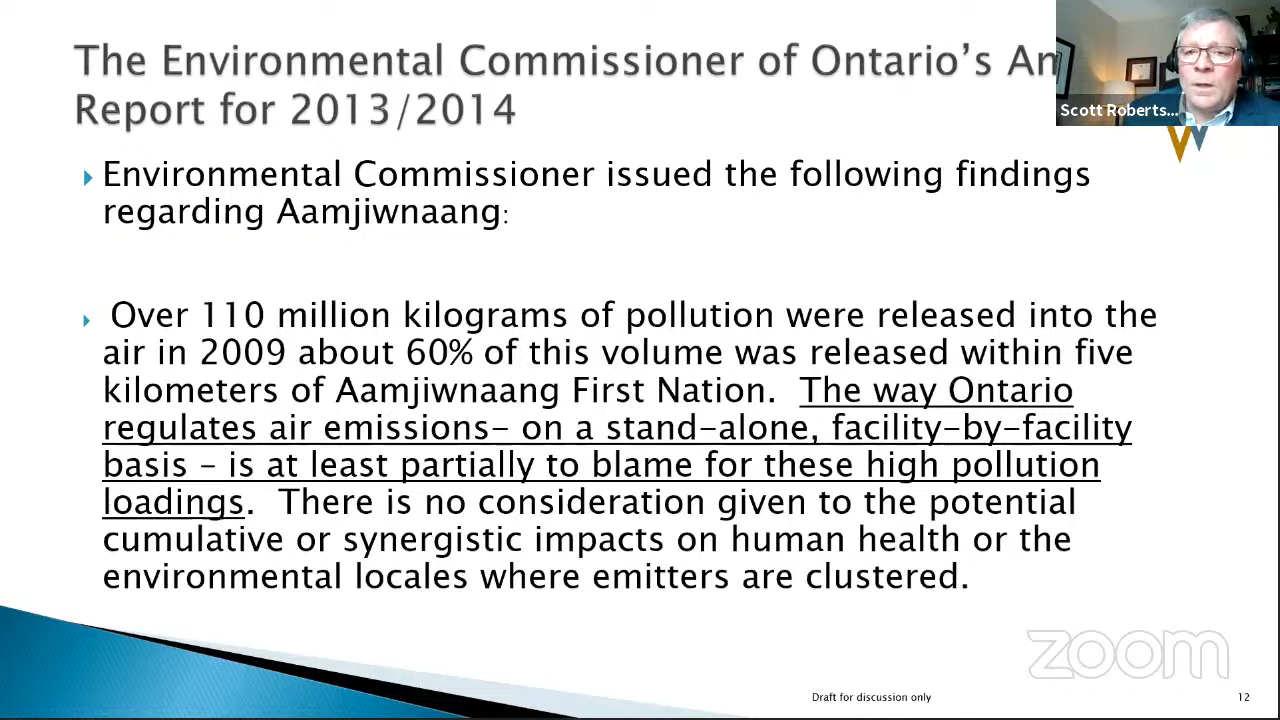 The Environmental Commissioner of Ontario's An
Report for 2013/2014
Scott Roberts...
Environmental Commissioner issued the following findings
regarding Aamjiwnaang:
Over 110 million kilograms of pollution were released into the
air in 2009 about 60% of this volume was released within five
kilometers of Aamjiwnaang First Nation. The way Ontario
regulates air emissions- on a stand-alone, facility-by-facility
basis – is at least partially to blame for these high pollution
loadings. There is no consideration given to the potential
cumulative or synergistic impacts on human health or the
environmental locales where emitters are clustered.
zoom
Draft for discussion only
12